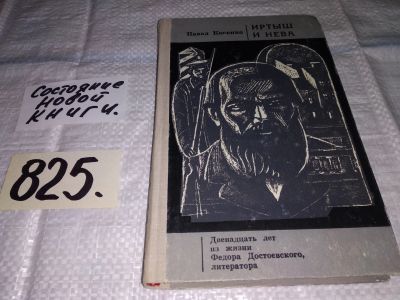 Состояние
новой
книги.
825.
Павел Косенко
ИРТЫШ
И НЕВА
Двенадцать лет
из жизни
Федора Достоевского,
литератора